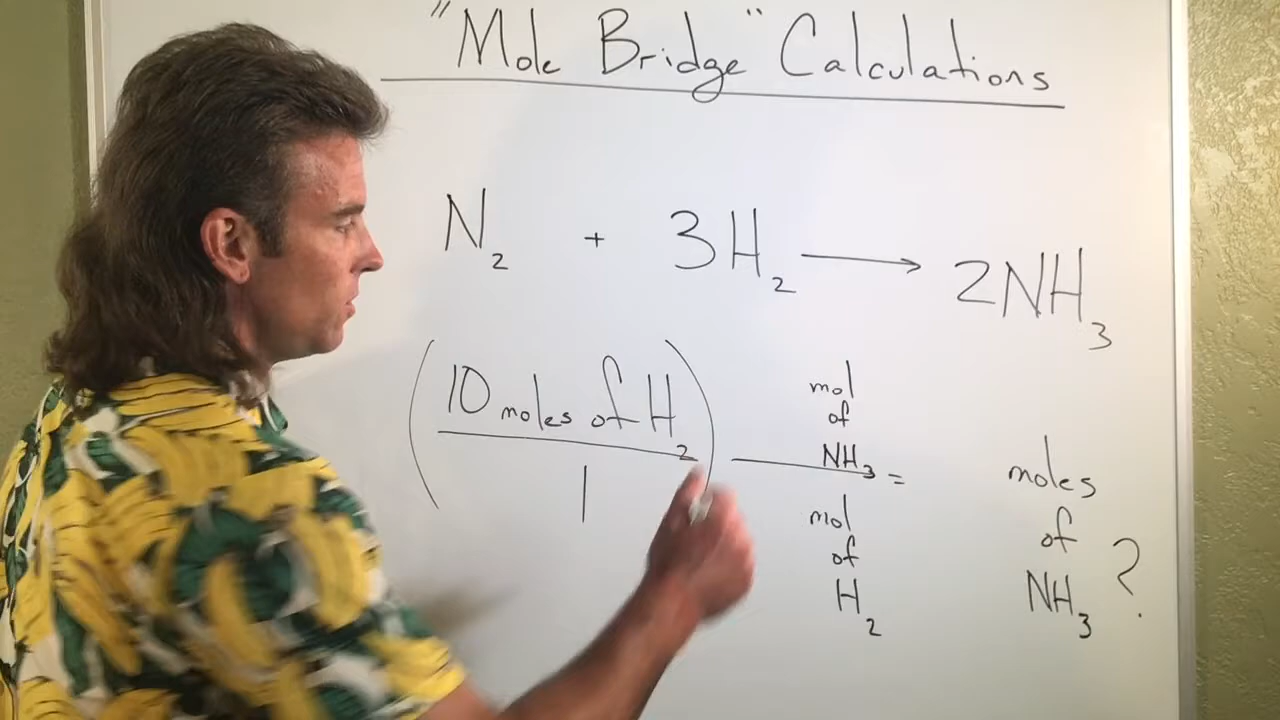 "Mole Bridge" Calculations
N₂ + 3H₂ → 2NH₃
10 moles of H₂
1
mol
of
NH₃
mol
of
H₂
=
moles
of
NH₃ ?